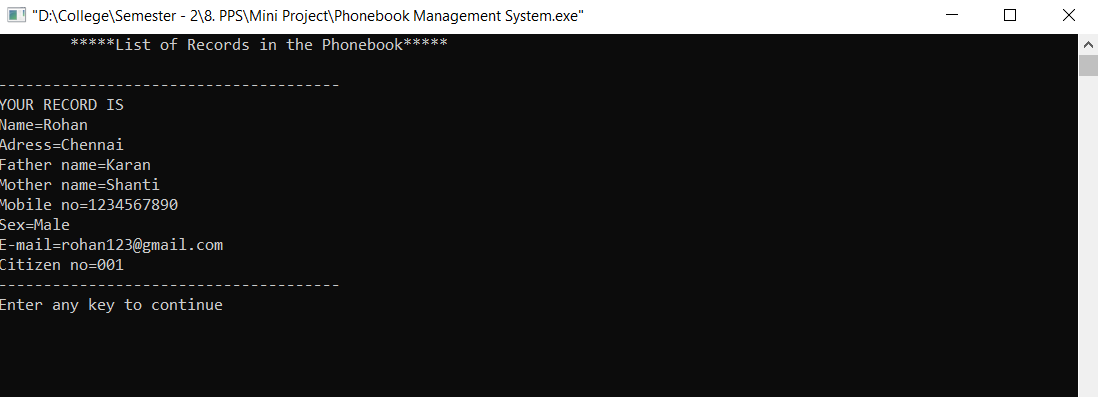 "D:\College\Semester - 2\8. PPS\Mini Project\Phonebook Management System.exe"
*****List of Records in the Phonebook*****
--------------------------------------
YOUR RECORD IS
Name=Rohan
Adress=Chennai
Father name=Karan
Mother name=Shanti
Mobile no=1234567890
Sex=Male
E-mail=rohan123@gmail.com
Citizen no=001
--------------------------------------
Enter any key to continue